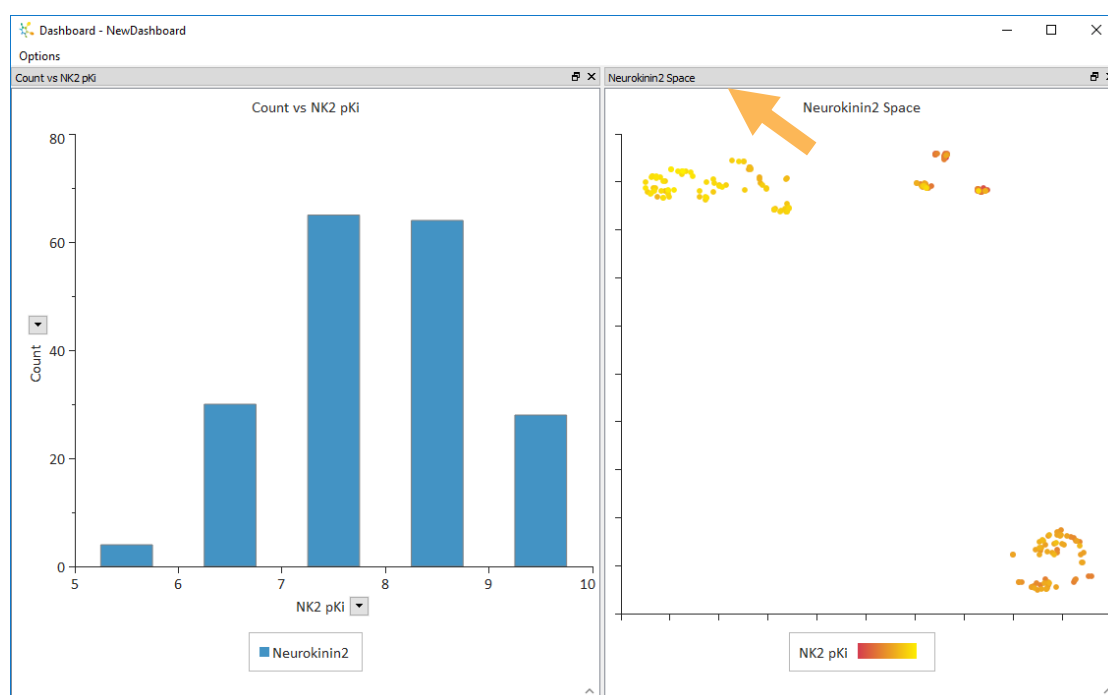 Dashboard - NewDashboard
Options
Count vs NK2 pKi
Neurokinin2 Space
Count vs NK2 pKi
80
60
40
20
0
Count
5 6 7 8 9 10
NK2 pKi
Neurokinin2
Neurokinin2 Space
NK2 pKi